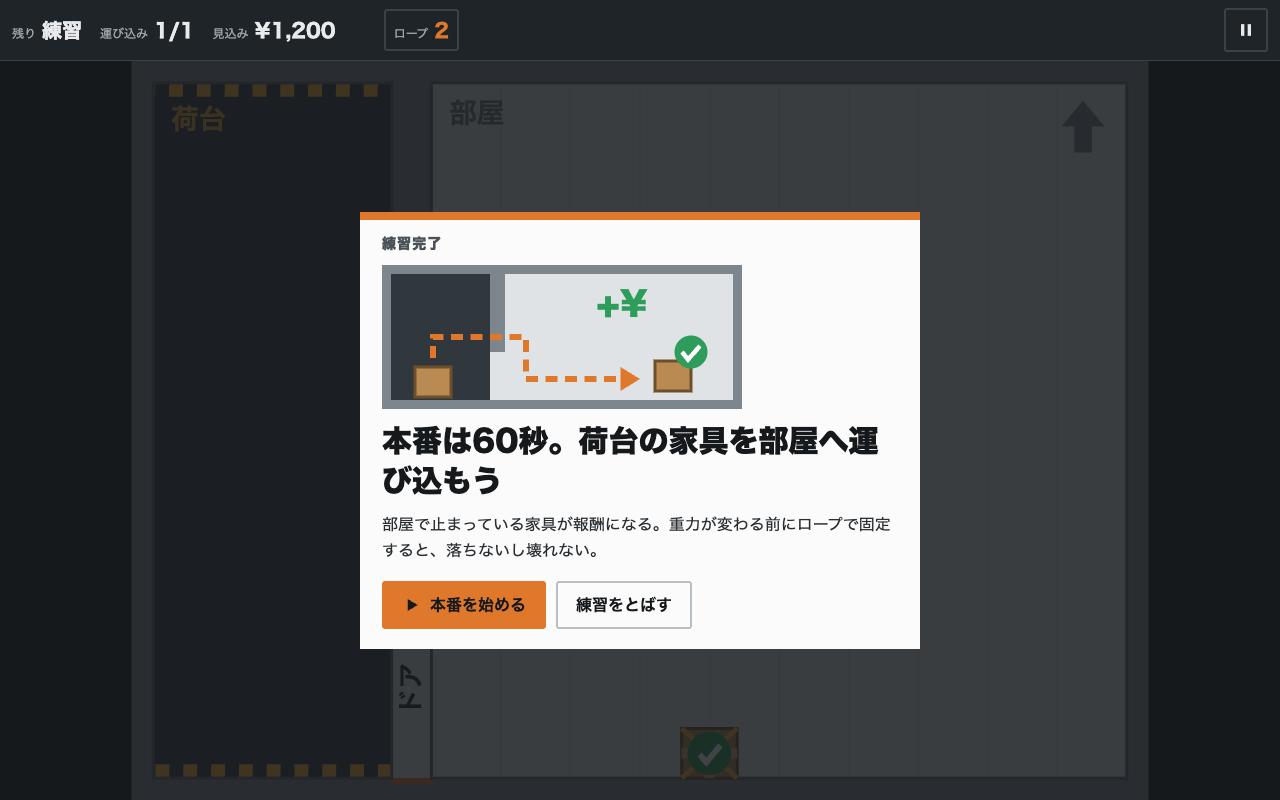 残り 練習 運び込み 1/1 見込み ¥1,200 ロープ 2
荷台
部屋
練習完了
+¥
本番は60秒。荷台の家具を部屋へ運
び込もう
部屋で止まっている家具が報酬になる。重力が変わる前にロープで固定
すると、落ちないし壊れない。
本番を始める 練習をとばす
ドア